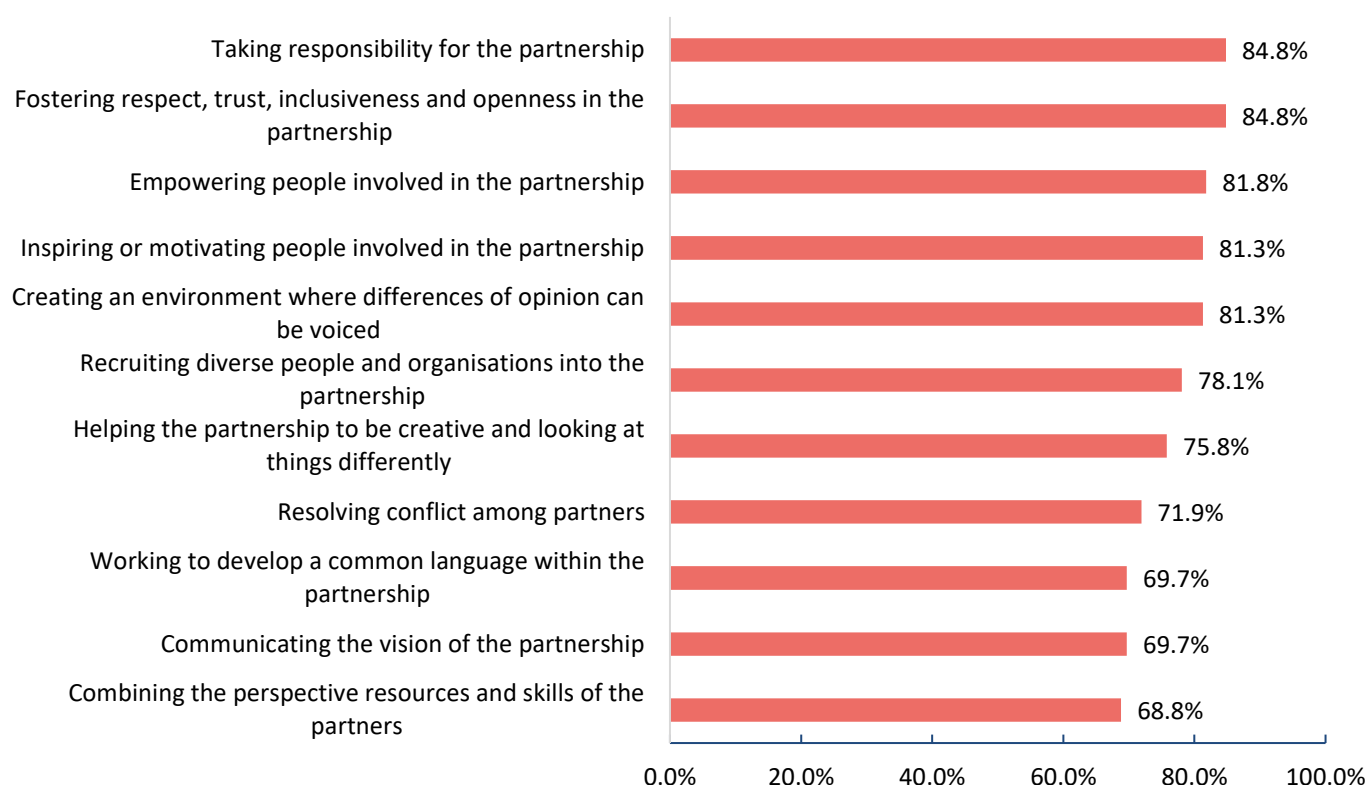 Taking responsibility for the partnership 84.8%
Fostering respect, trust, inclusiveness and openness in the
partnership 84.8%
Empowering people involved in the partnership 81.8%
Inspiring or motivating people involved in the partnership 81.3%
Creating an environment where differences of opinion can
be voiced 81.3%
Recruiting diverse people and organisations into the
partnership 78.1%
Helping the partnership to be creative and looking at
things differently 75.8%
Resolving conflict among partners 71.9%
Working to develop a common language within the
partnership 69.7%
Communicating the vision of the partnership 69.7%
Combining the perspective resources and skills of the
partners 68.8%
0.0% 20.0% 40.0% 60.0% 80.0% 100.0%